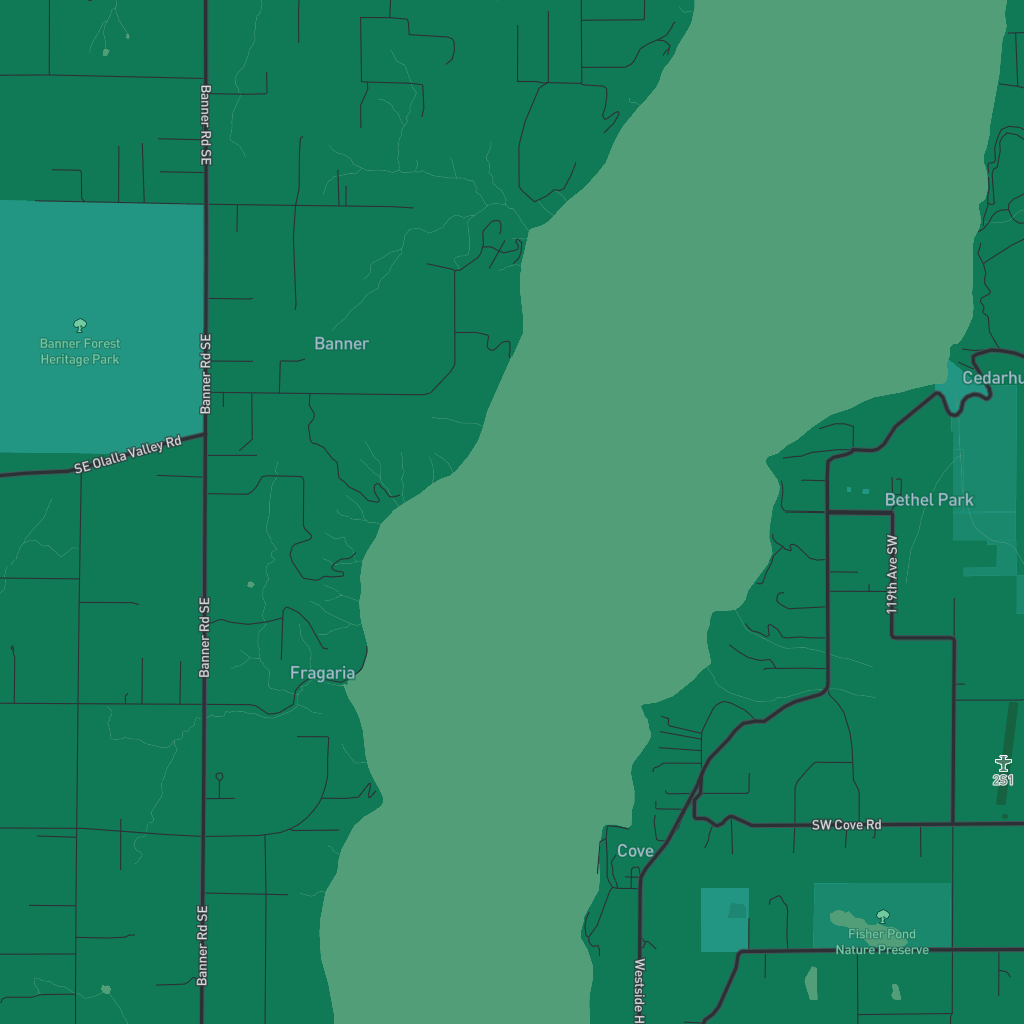 Banner Rd SE
Banner Forest
Heritage Park
Banner Rd SE
Banner
Cedarhu
SE Olalla Valley Rd
Bethel Park
119th Ave SW
Banner Rd SE
Fragaria
2S1
SW Cove Rd
Cove
Banner Rd SE
Fisher Pond
Nature Preserve
Westside H